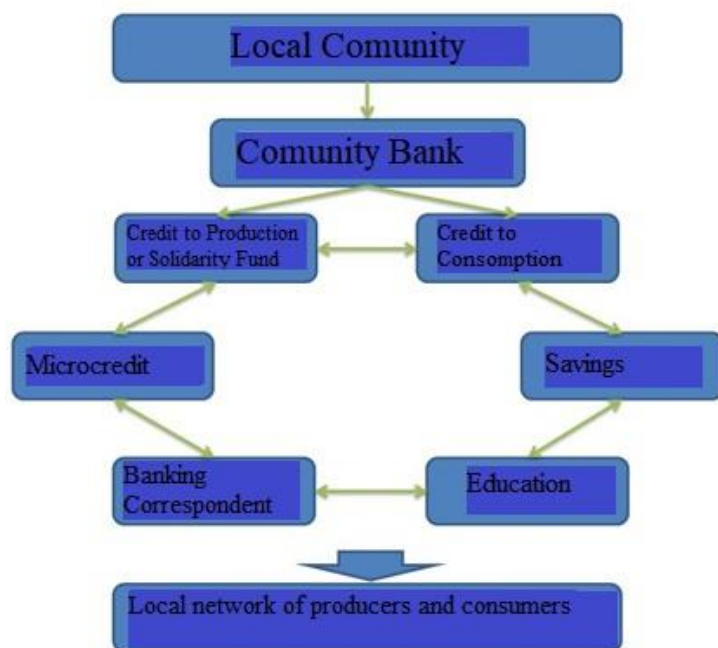 Local Comunity
Comunity Bank
Credit to Production
or Solidarity Fund
Credit to
Consomption
Microcredit
Savings
Banking
Correspondent
Education
Local network of producers and consumers